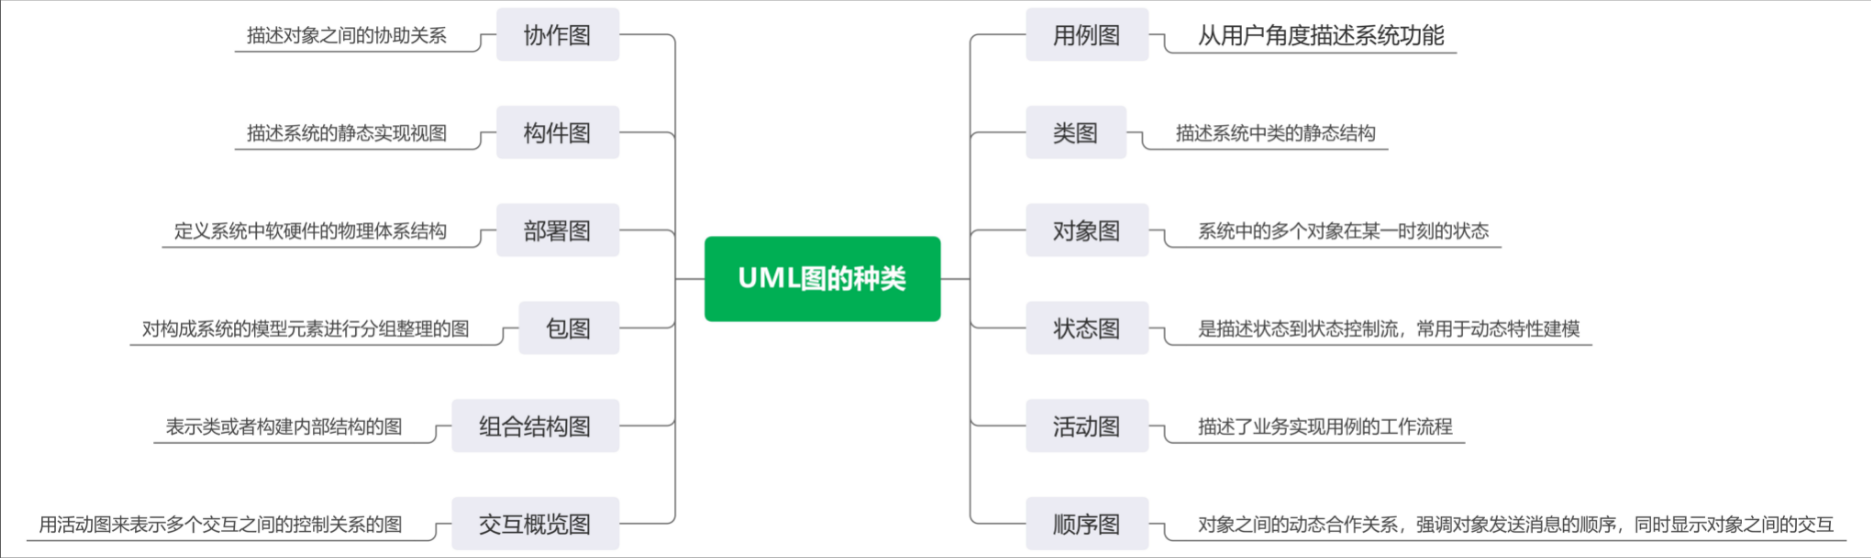 描述对象之间的协助关系
协作图
用例图
从用户角度描述系统功能
描述系统的静态实现视图
构件图
类图
描述系统中类的静态结构
定义系统中软硬件的物理体系结构
部署图
对象图
系统中的多个对象在某一时刻的状态
UML图的种类
对构成系统的模型元素进行分组整理的图
包图
状态图
是描述状态到状态控制流，常用于动态特性建模
表示类或者构建内部结构的图
组合结构图
活动图
描述了业务实现用例的工作流程
用活动图来表示多个交互之间的控制关系的图
交互概览图
顺序图
对象之间的动态合作关系，强调对象发送消息的顺序，同时显示对象之间的交互